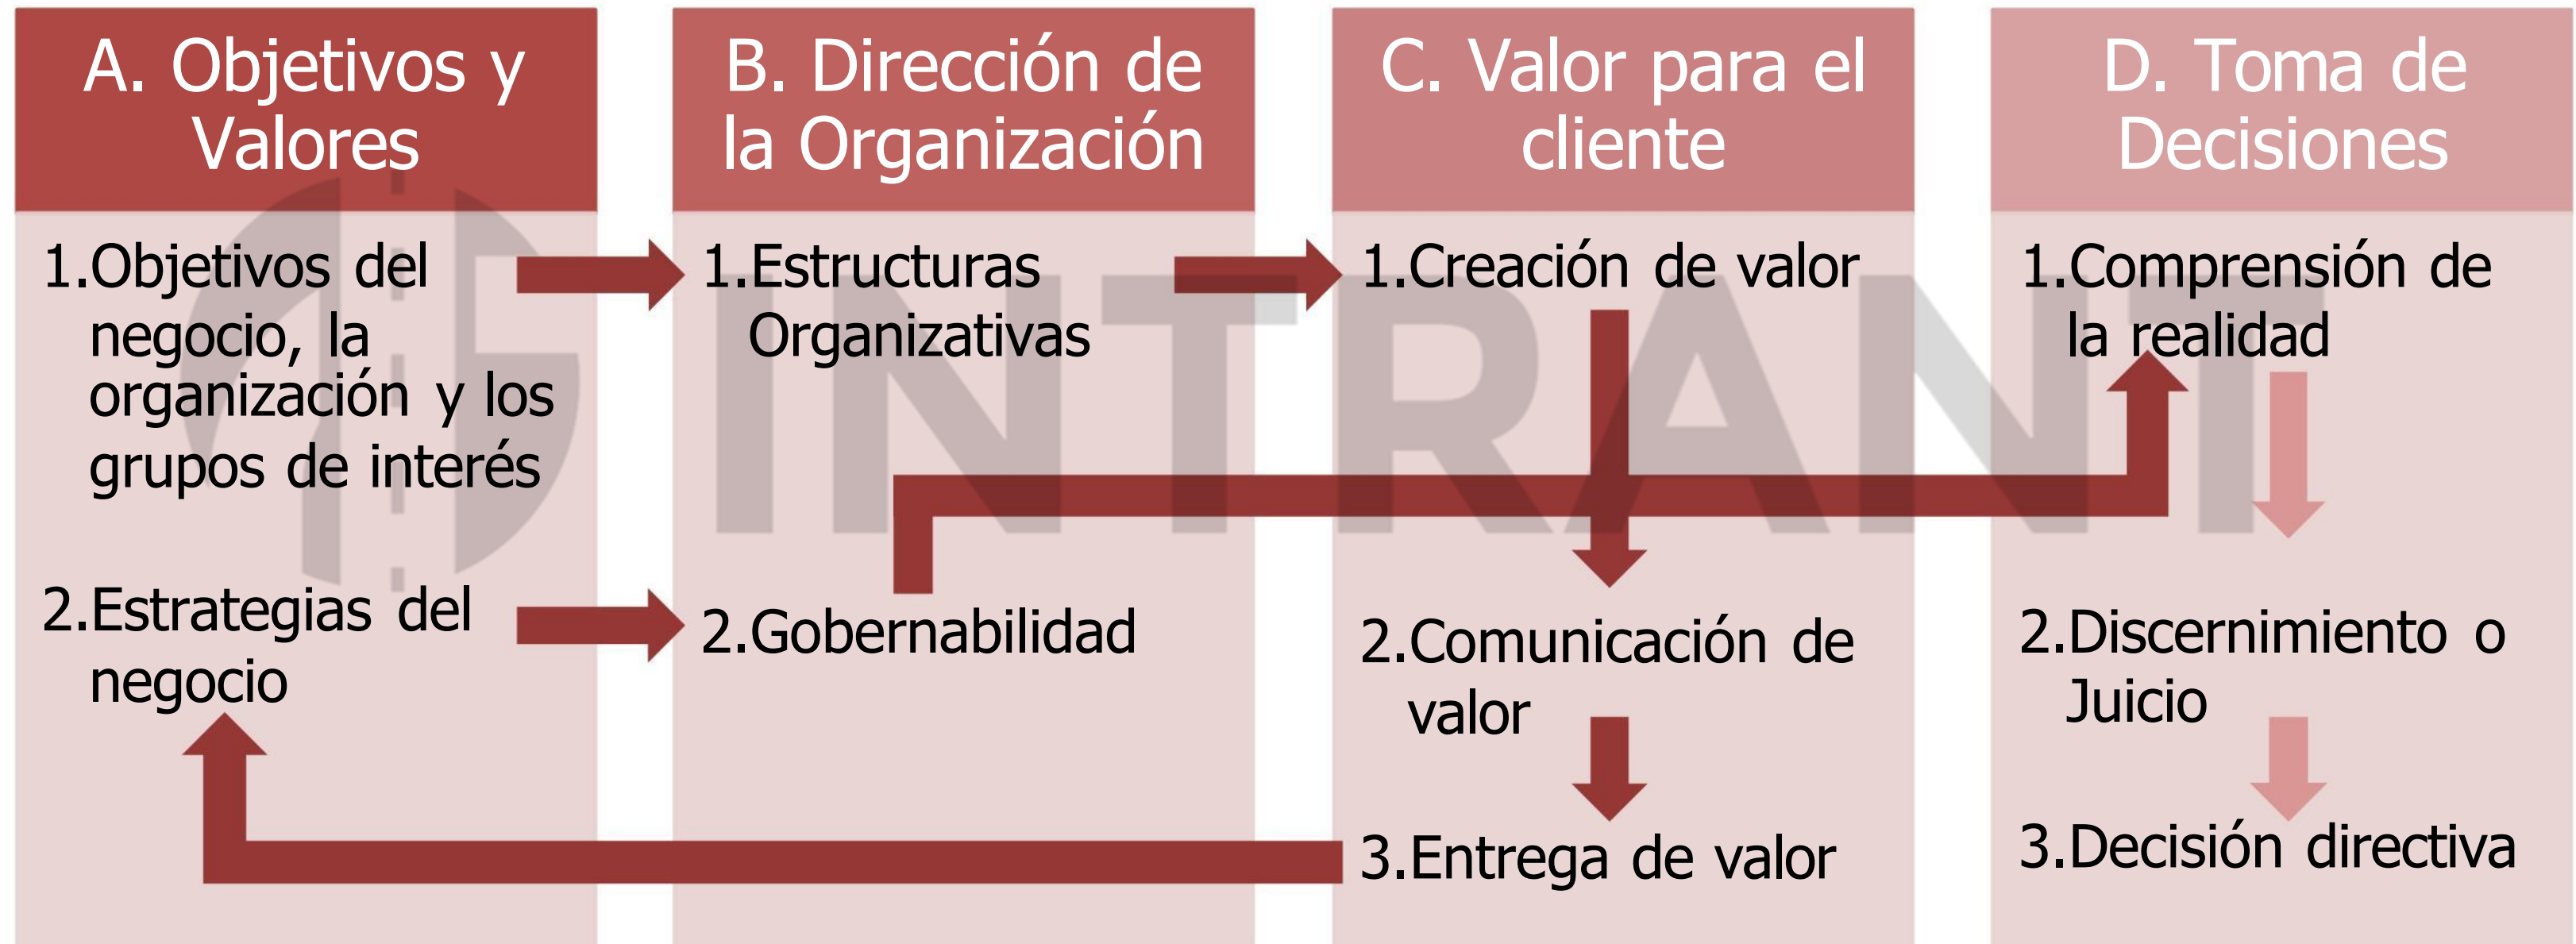 A. Objetivos y
Valores
1.Objetivos del
negocio, la
organización y los
grupos de interés
2.Estrategias del
negocio
B. Dirección de
la Organización
1.Estructuras
Organizativas
2.Gobernabilidad
C. Valor para el
cliente
1.Creación de valor
2.Comunicación de
valor
3.Entrega de valor
D. Toma de
Decisiones
1.Comprensión de
la realidad
2.Discernimiento o
Juicio
3.Decisión directiva
INTRANT